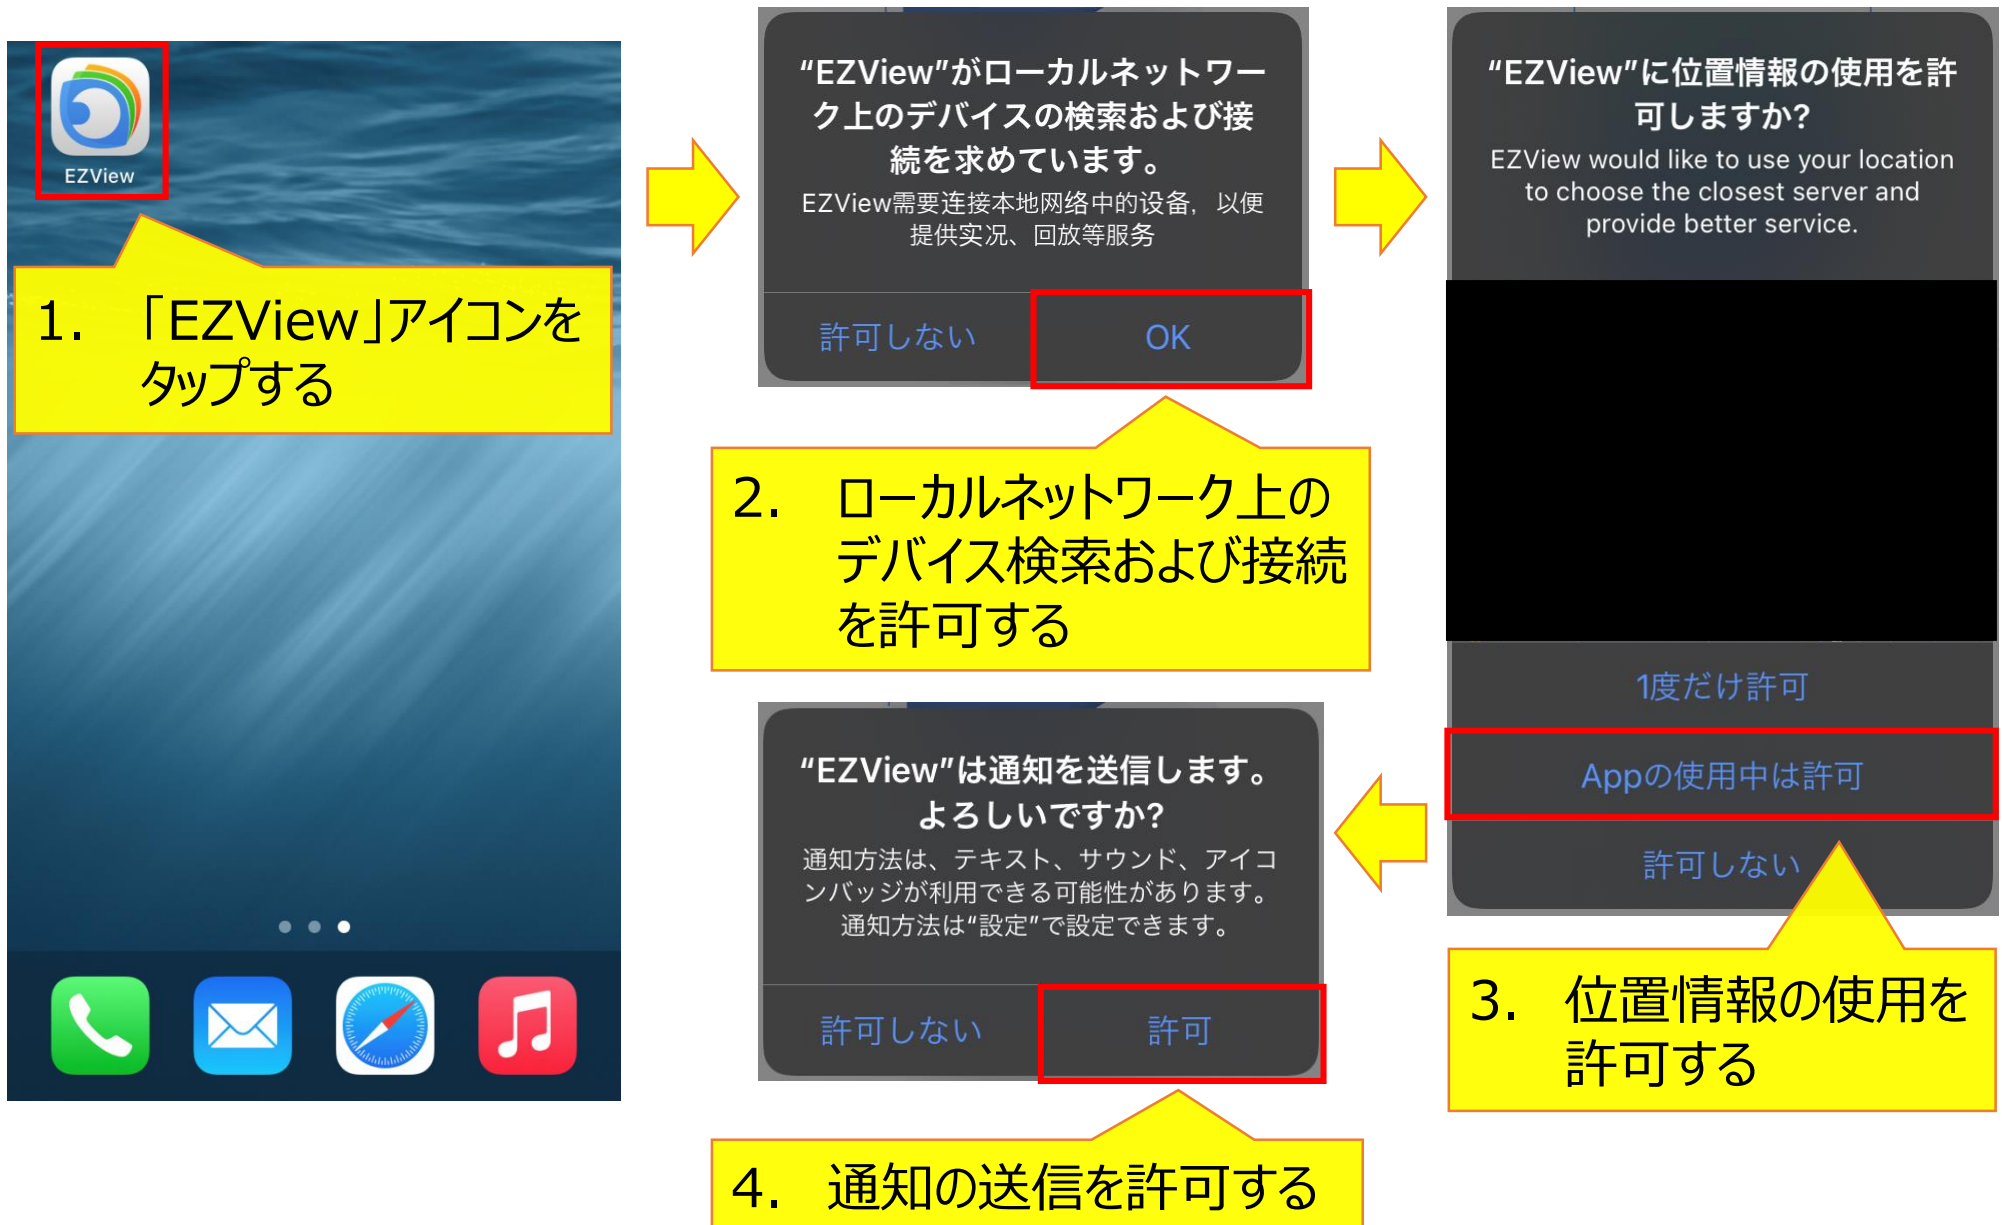 EZView
1. 「EZView」アイコンを
タップする
“EZView”がローカルネットワー
ク上のデバイスの検索および接
続を求めています。
EZView需要连接本地网络中的设备，以便
提供实况、回放等服务
許可しない
OK
2. ローカルネットワーク上の
デバイス検索および接続
を許可する
“EZView”に位置情報の使用を許
可しますか?
EZView would like to use your location
to choose the closest server and
provide better service.
1度だけ許可
Appの使用中は許可
許可しない
3. 位置情報の使用を
許可する
“EZView”は通知を送信します。
よろしいですか?
通知方法は、テキスト、サウンド、アイコ
ンバッジが利用できる可能性があります。
通知方法は“設定”で設定できます。
許可しない
許可
4. 通知の送信を許可する